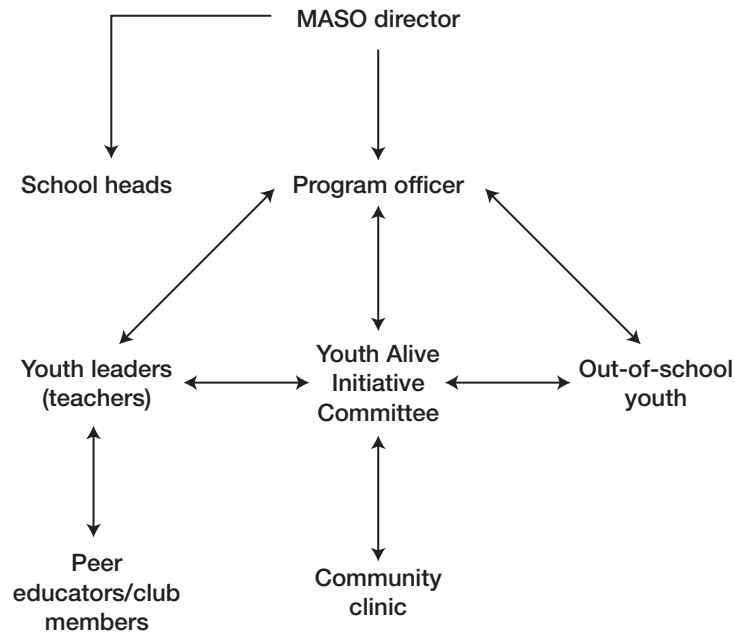 MASO director
School heads
Program officer
Youth leaders
(teachers)
Youth Alive
Initiative
Committee
Out-of-school
youth
Peer
educators/club
members
Community
clinic